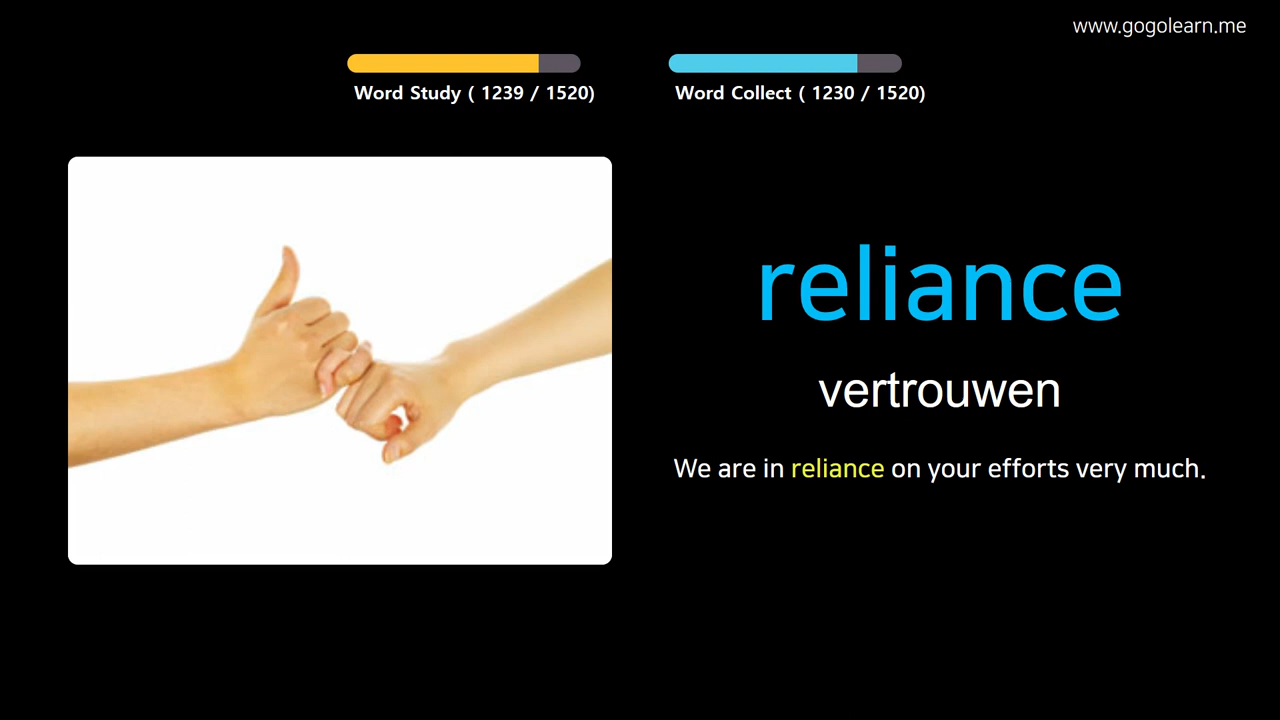 www.gogolearn.me
Word Study ( 1239 / 1520)
Word Collect ( 1230 / 1520)
reliance
vertrouwen
We are in reliance on your efforts very much.